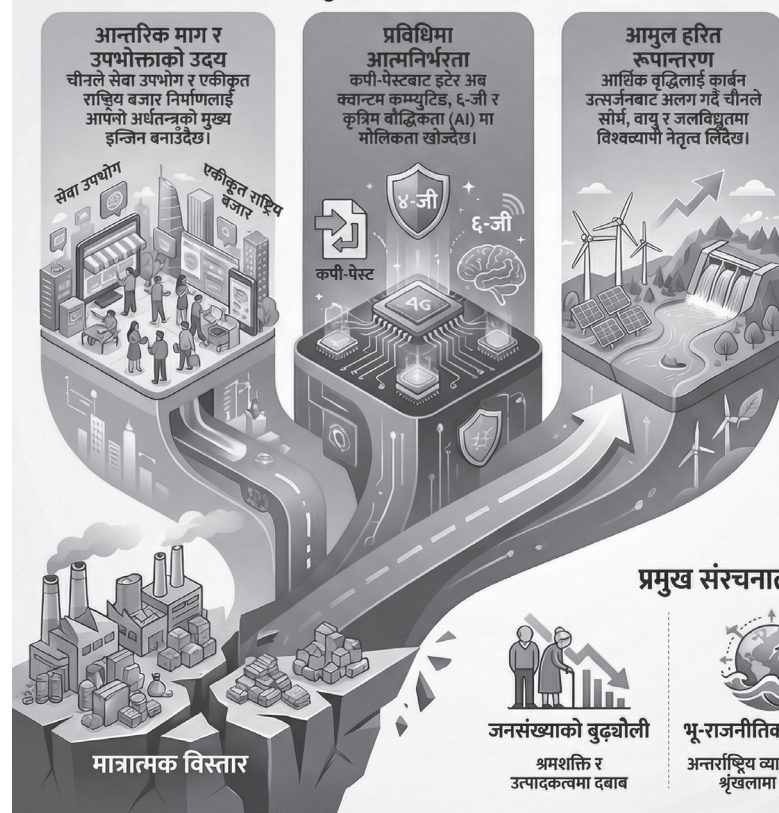 आन्तरिक माग र
उपभोक्ताको उदय
चीनले सेवा उपभोग र एकीकृत
राष्ट्रिय बजार निर्माणलाई
आफ्नो अर्थतन्त्रको मुख्य
इन्जिन बनाउँदैछ।
सेवा उपभोग
एकीकृत राष्ट्रिय
बजार
प्रविधिमा
आत्मनिर्भरता
कपी-पेस्टबाट इटेर अब
क्वान्टम कम्प्युटिङ, ६-जी र
कृत्रिम वौद्धिकता (AI) मा
मोलिकता खोज्दैछ।
४-जी
६-जी
कपी-पेस्ट
AG
आमुल हरित
रूपान्तरण
आर्थिक वृद्धिलाई कार्बन
उत्सर्जनबाट अलग गर्दै चीनले
सौर्म, वायु र जलविद्युतमा
विश्वव्यापी नेतृत्व लिँदैछ।
मात्रात्मक विस्तार
प्रमुख संरचनात
जनसंख्याको बुढ्यौली
श्रमशक्ति र
उत्पादकत्वमा दबाब
भू-राजनीतिक
अन्तर्राष्ट्रिय व्या
श्रृंखलामा